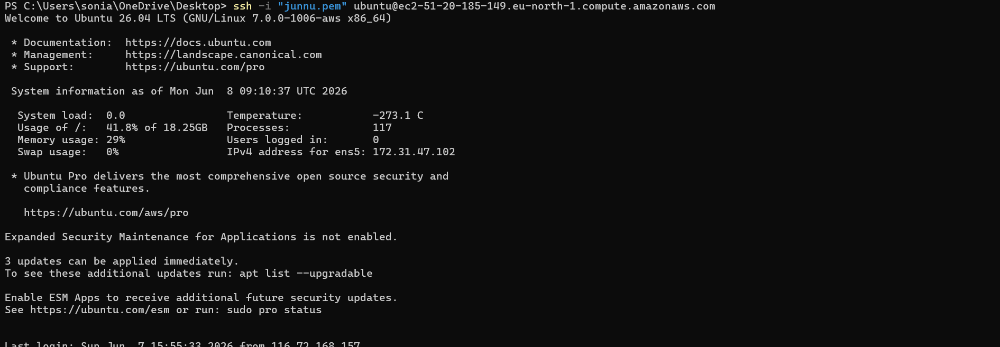 PS C:\Users\sonia\OneDrive\Desktop> ssh -i "junnu.pem" ubuntu@ec2-51-20-185-149.eu-north-1.compute.amazonaws.com
Welcome to Ubuntu 26.04 LTS (GNU/Linux 7.0.0-1006-aws x86_64)

 * Documentation:  https://docs.ubuntu.com
 * Management:     https://landscape.canonical.com
 * Support:        https://ubuntu.com/pro

 System information as of Mon Jun  8 09:10:37 UTC 2026

  System load:  0.0                Temperature:           -273.1 C
  Usage of /:   41.8% of 18.25GB   Processes:             117
  Memory usage: 29%                Users logged in:       0
  Swap usage:   0%                 IPv4 address for ens5: 172.31.47.102

 * Ubuntu Pro delivers the most comprehensive open source security and
   compliance features.

   https://ubuntu.com/aws/pro

Expanded Security Maintenance for Applications is not enabled.

3 updates can be applied immediately.
To see these additional updates run: apt list --upgradable

Enable ESM Apps to receive additional future security updates.
See https://ubuntu.com/esm or run: sudo pro status

Last login: Sun Jun  7 15:55:33 2026 from 116.72.168.157